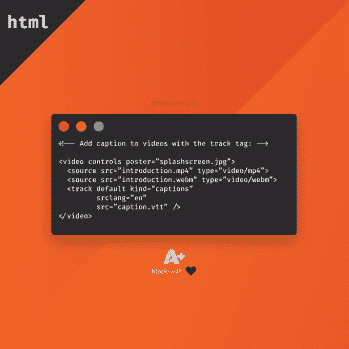 html
<!-- Add caption to videos with the track tag: -->
<video controls poster="splashscreen.jpg">
<source src="introduction.mp4" type="video/mp4">
<source src="introduction.webm" type="video/webm">
<track default kind="captions"
srclang="en"
src="caption.vtt" />
</video>
A+